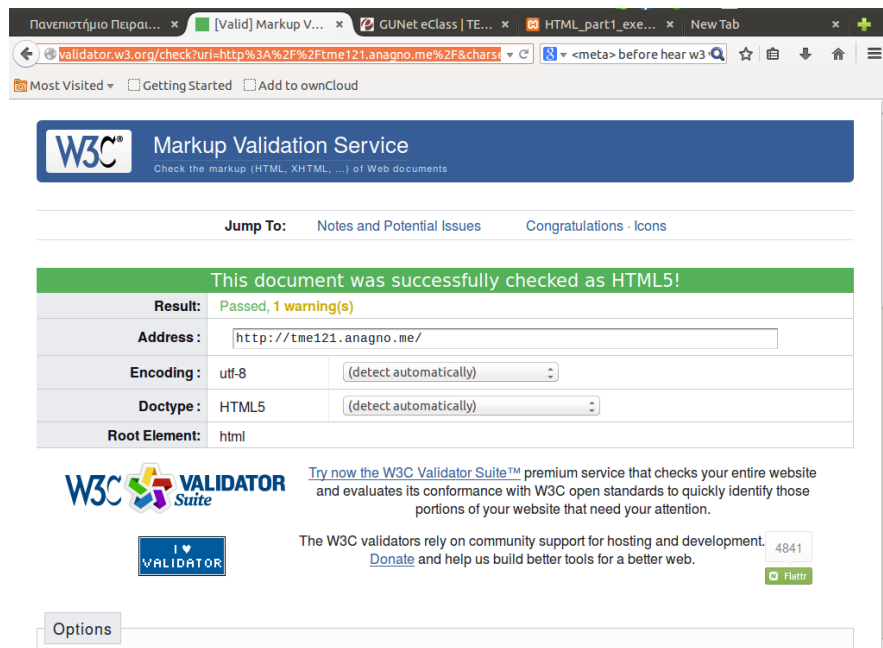 Πανεπιστήμιο Πειραι... × [Valid] Markup V... × GUNet eClass | TE... × HTML_part1_exe... × New Tab ×
validator.w3.org/check?uri=http%3A%2F%2Ftme121.anagno.me%2F&charse <meta> before hear w3
Most Visited Getting Started Add to ownCloud
W3C® Markup Validation Service
Check the markup (HTML, XHTML, ...) of Web documents
Jump To: Notes and Potential Issues Congratulations · Icons
This document was successfully checked as HTML5!
Result: Passed, 1 warning(s)
Address : http://tme121.anagno.me/
Encoding : utf-8 (detect automatically)
Doctype : HTML5 (detect automatically)
Root Element: html
W3C VALIDATOR Suite
Try now the W3C Validator Suite™ premium service that checks your entire website
and evaluates its conformance with W3C open standards to quickly identify those
portions of your website that need your attention.
I ♥ VALIDATOR
The W3C validators rely on community support for hosting and development.
Donate and help us build better tools for a better web.
4841
Flattr
Options